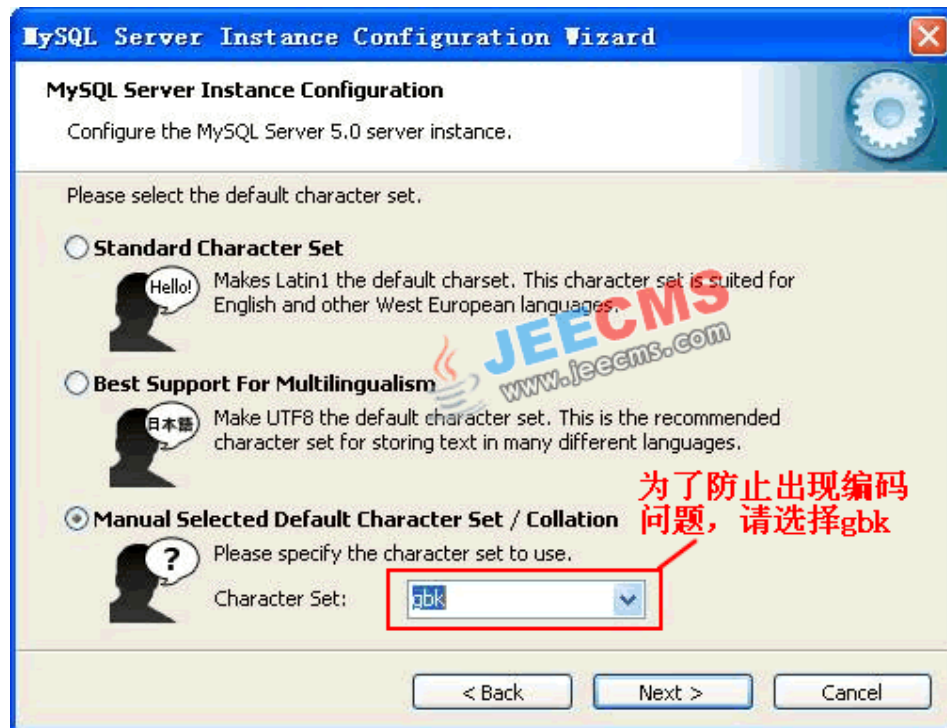 MySQL Server Instance Configuration Wizard
MySQL Server Instance Configuration
Configure the MySQL Server 5.0 server instance.
Please select the default character set.
Standard Character Set
Hello!
Makes Latin1 the default charset. This character set is suited for
English and other West European languages.
JEECMS
www.jeecms.com
Best Support For Multilingualism
日本語
Make UTF8 the default character set. This is the recommended
character set for storing text in many different languages.
为了防止出现编码
问题，请选择gbk
Manual Selected Default Character Set / Collation
?
Please specify the character set to use.
Character Set:
gbk
< Back
Next >
Cancel